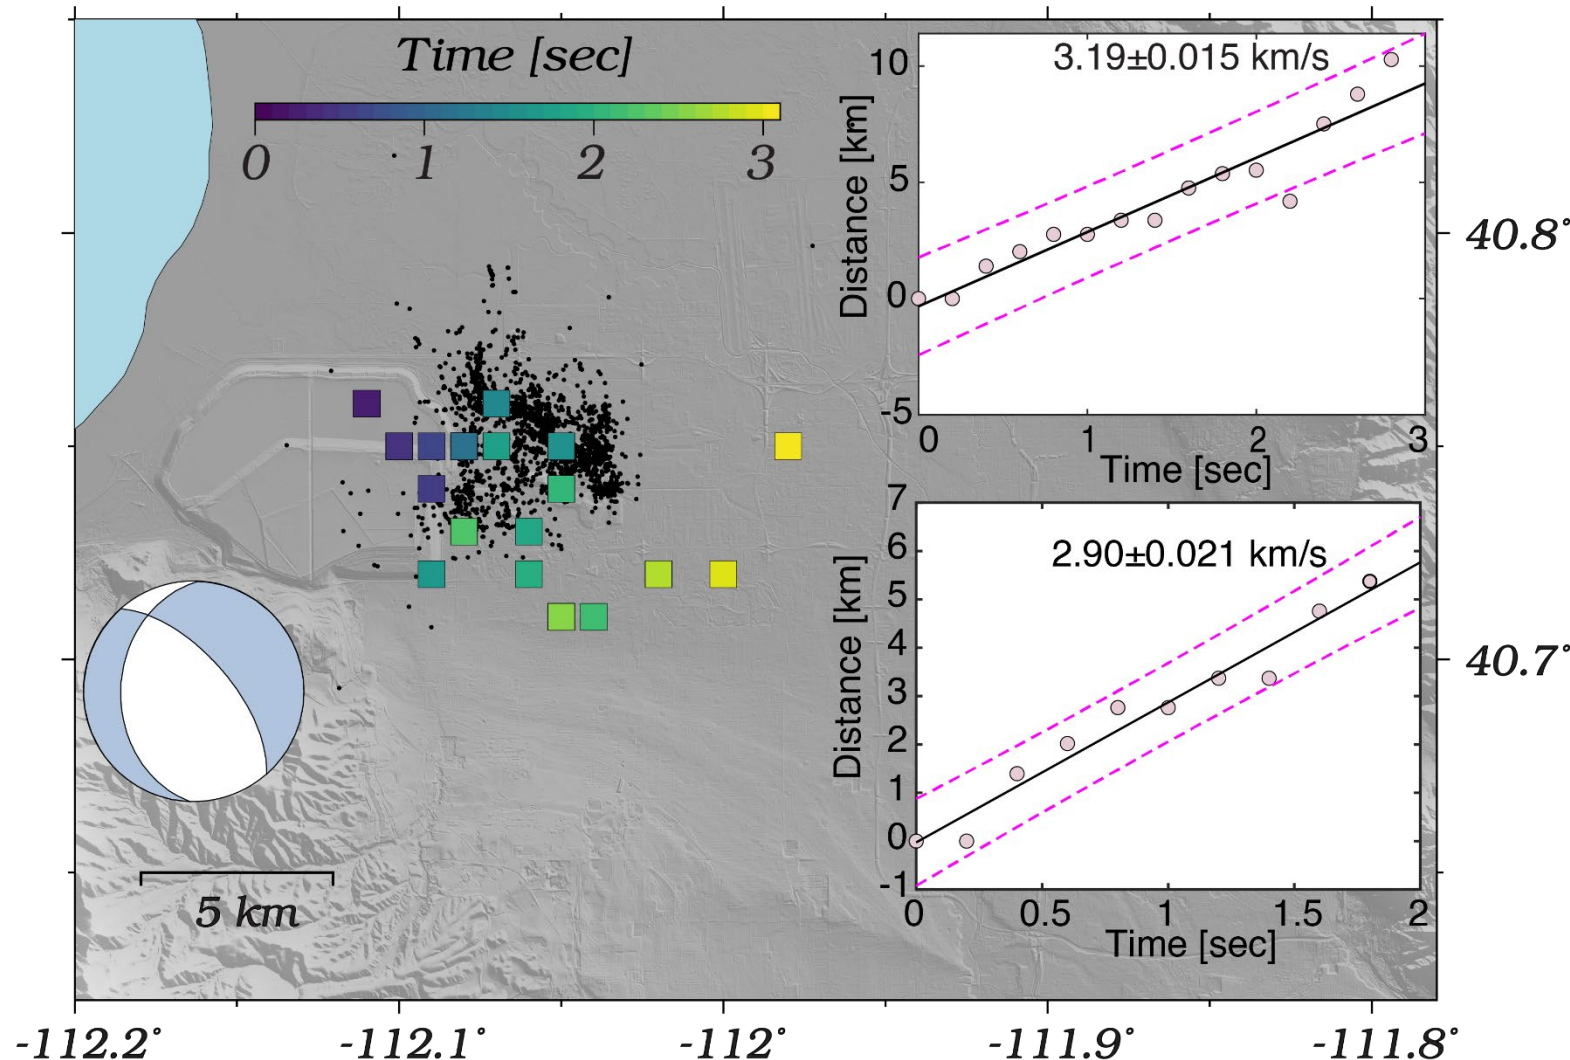 Time [sec]
0 1 2 3
3.19±0.015 km/s
Distance [km]
10
5
0
-5
0 1 2 3
Time [sec]
2.90±0.021 km/s
Distance [km]
7
6
5
4
3
2
1
0
-1
0 0.5 1 1.5 2
Time [sec]
40.8°
40.7°
5 km
-112.2° -112.1° -112° -111.9° -111.8°